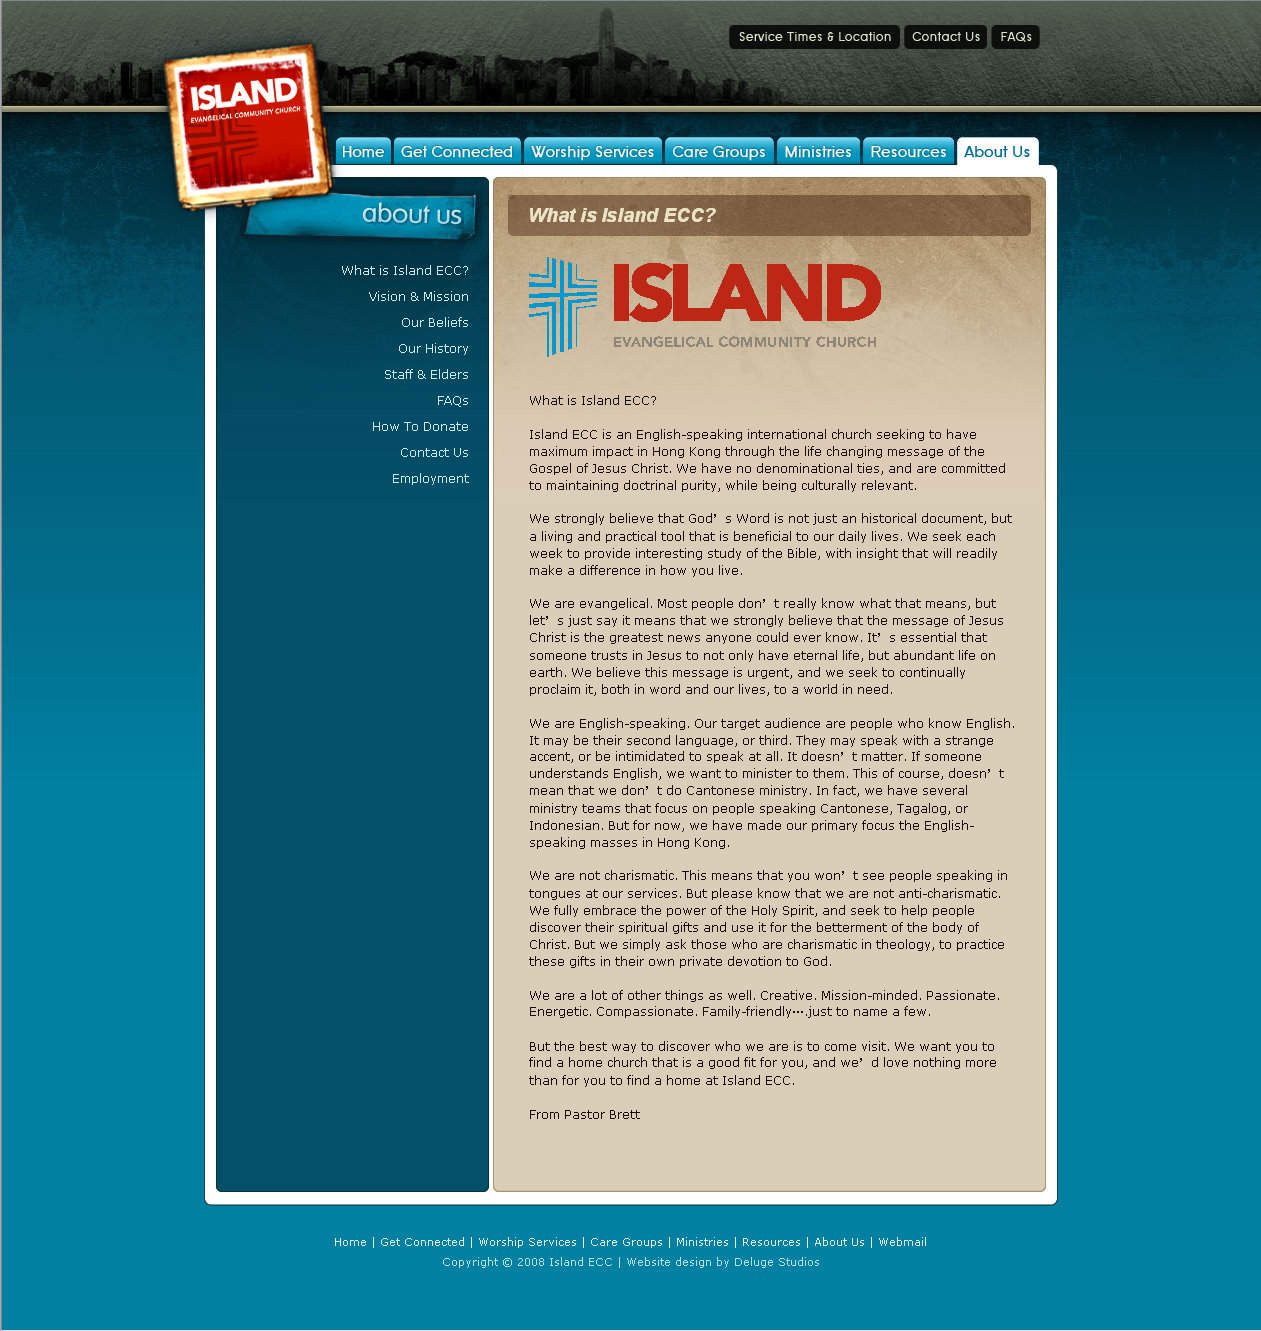 Service Times & Location
Contact Us
FAQs
ISLAND
EVANGELICAL COMMUNITY CHURCH
Home
Get Connected
Worship Services
Care Groups
Ministries
Resources
About Us
about us
What is Island ECC?
Vision & Mission
Our Beliefs
Our History
Staff & Elders
FAQs
How To Donate
Contact Us
Employment
What is Island ECC?
ISLAND
EVANGELICAL COMMUNITY CHURCH
What is Island ECC?
Island ECC is an English-speaking international church seeking to have
maximum impact in Hong Kong through the life changing message of the
Gospel of Jesus Christ. We have no denominational ties, and are committed
to maintaining doctrinal purity, while being culturally relevant.
We strongly believe that God’s Word is not just an historical document, but
a living and practical tool that is beneficial to our daily lives. We seek each
week to provide interesting study of the Bible, with insight that will readily
make a difference in how you live.
We are evangelical. Most people don’t really know what that means, but
let’s just say it means that we strongly believe that the message of Jesus
Christ is the greatest news anyone could ever know. It’s essential that
someone trusts in Jesus to not only have eternal life, but abundant life on
earth. We believe this message is urgent, and we seek to continually
proclaim it, both in word and our lives, to a world in need.
We are English-speaking. Our target audience are people who know English.
It may be their second language, or third. They may speak with a strange
accent, or be intimidated to speak at all. It doesn’t matter. If someone
understands English, we want to minister to them. This of course, doesn’t
mean that we don’t do Cantonese ministry. In fact, we have several
ministry teams that focus on people speaking Cantonese, Tagalog, or
Indonesian. But for now, we have made our primary focus the English-
speaking masses in Hong Kong.
We are not charismatic. This means that you won’t see people speaking in
tongues at our services. But please know that we are not anti-charismatic.
We fully embrace the power of the Holy Spirit, and seek to help people
discover their spiritual gifts and use it for the betterment of the body of
Christ. But we simply ask those who are charismatic in theology, to practice
these gifts in their own private devotion to God.
We are a lot of other things as well. Creative. Mission-minded. Passionate.
Energetic. Compassionate. Family-friendly….just to name a few.
But the best way to discover who we are is to come visit. We want you to
find a home church that is a good fit for you, and we’d love nothing more
than for you to find a home at Island ECC.
From Pastor Brett
Home | Get Connected | Worship Services | Care Groups | Ministries | Resources | About Us | Webmail
Copyright © 2008 Island ECC | Website design by Deluge Studios